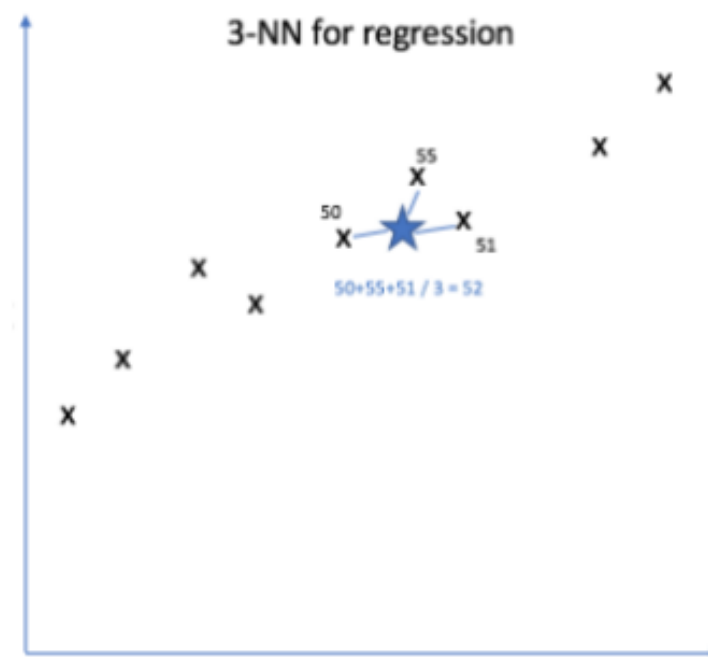 3-NN for regression
X
X
55
X
50
X
X
51
X
50+55+51 / 3 = 52
X
X
X
X